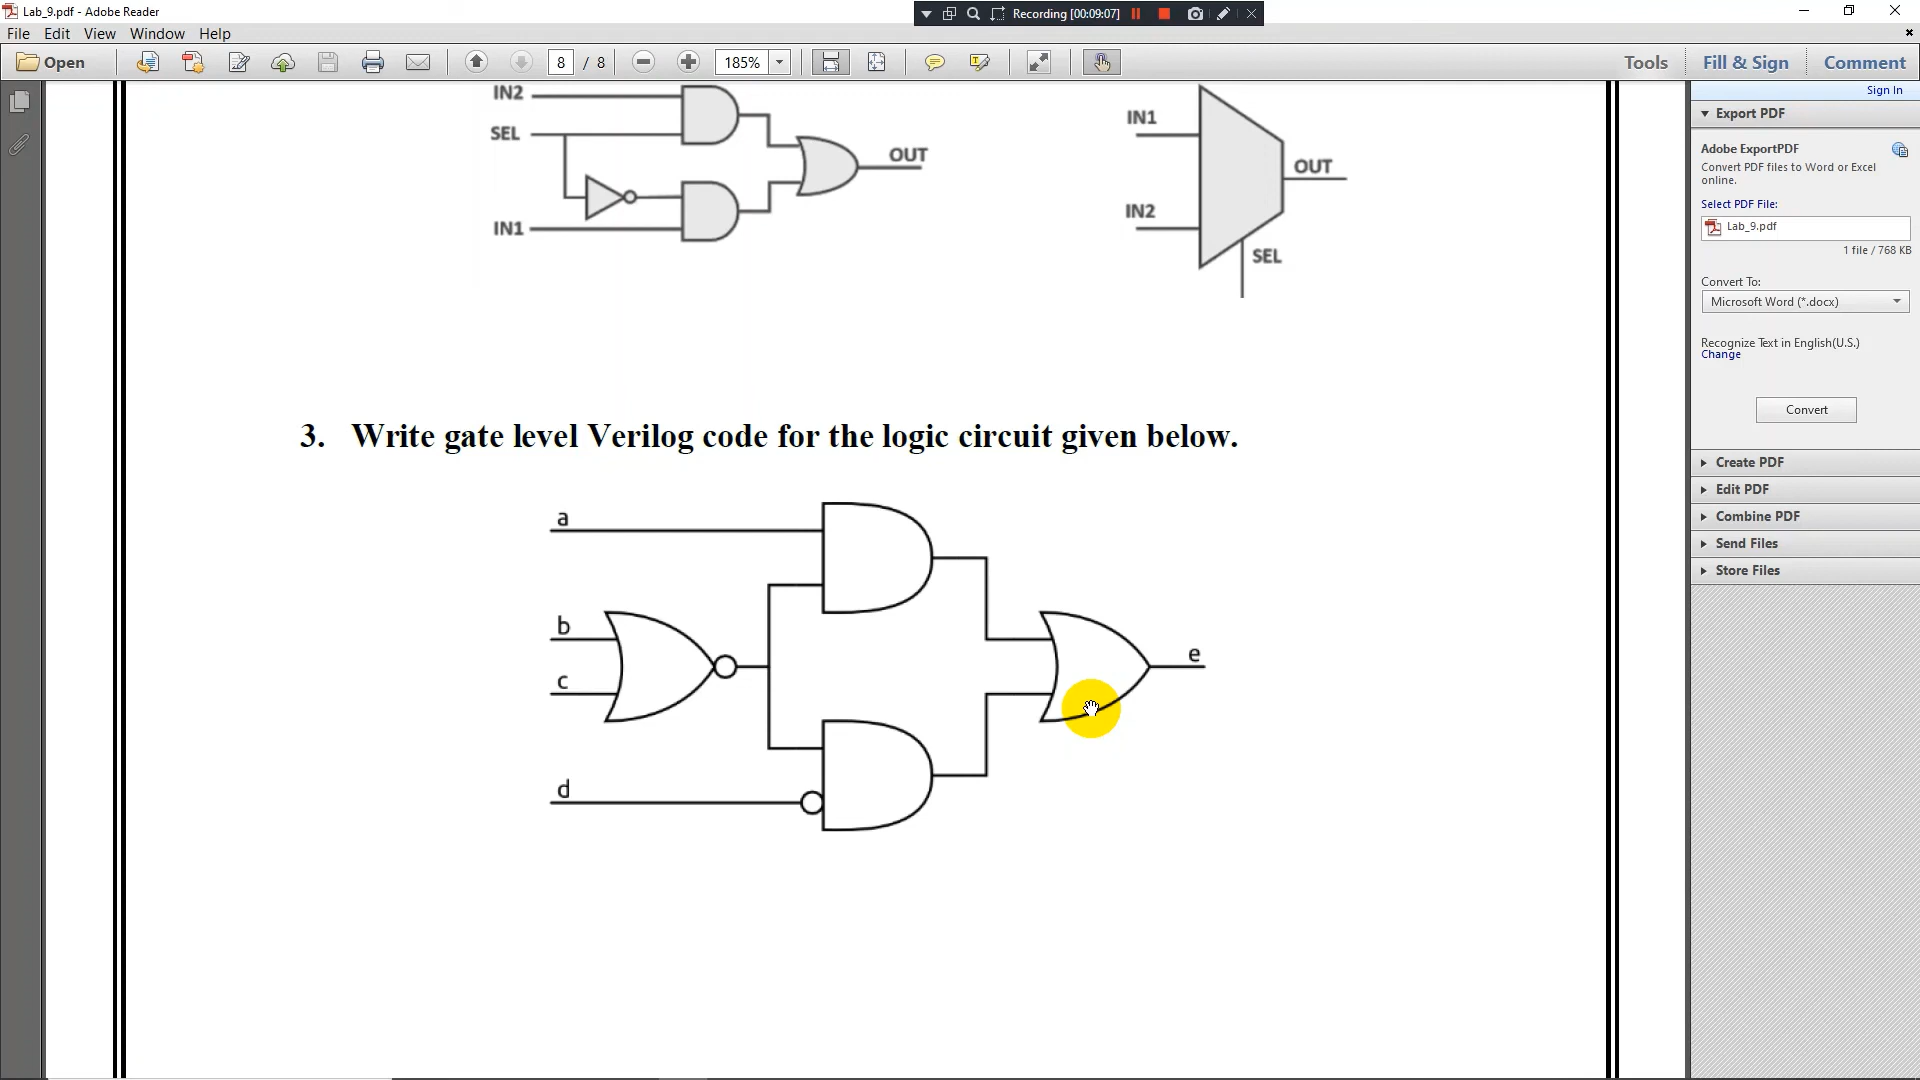 Lab_9.pdf - Adobe Reader
Recording [00:09:07]
File Edit View Window Help
Open 8 / 8 185% Tools Fill & Sign Comment
Sign In
Export PDF
Adobe ExportPDF
Convert PDF files to Word or Excel
online.
Select PDF File:
Lab_9.pdf
1 file / 768 KB
Convert To:
Microsoft Word (*.docx)
Recognize Text in English(U.S.)
Change
Convert
Create PDF
Edit PDF
Combine PDF
Send Files
Store Files
IN2
SEL
OUT
IN1
IN1
OUT
IN2
SEL
3. Write gate level Verilog code for the logic circuit given below.
a
b
c
d
e